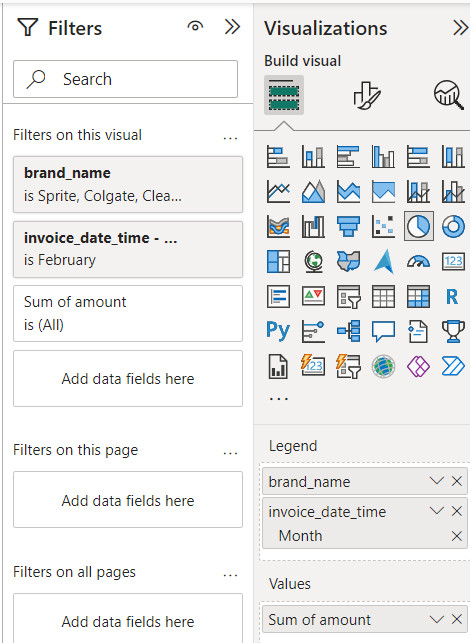 Filters
Search
Filters on this visual
...
brand_name
is Sprite, Colgate, Clea...
invoice_date_time - ...
is February
Sum of amount
is (All)
Add data fields here
Filters on this page
...
Add data fields here
Filters on all pages
...
Add data fields here
Visualizations
Build visual
123
123
R
Py
123
...
Legend
brand_name
invoice_date_time
Month
Values
Sum of amount